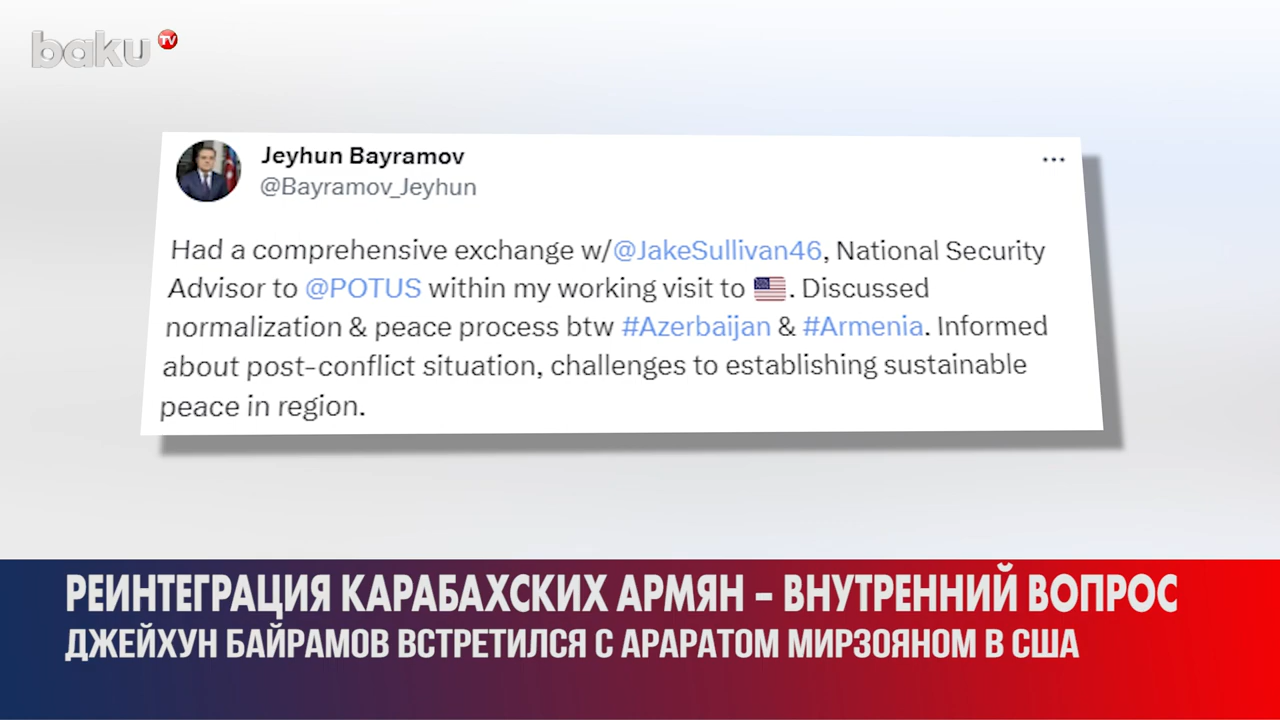 baku TV
Jeyhun Bayramov
@Bayramov_Jeyhun
Had a comprehensive exchange w/@JakeSullivan46, National Security
Advisor to @POTUS within my working visit to 🇺🇸. Discussed
normalization & peace process btw #Azerbaijan & #Armenia. Informed
about post-conflict situation, challenges to establishing sustainable
peace in region.
РЕИНТЕГРАЦИЯ КАРАБАХСКИХ АРМЯН – ВНУТРЕННИЙ ВОПРОС
ДЖЕЙХУН БАЙРАМОВ ВСТРЕТИЛСЯ С АРАРАТОМ МИРЗОЯНОМ В США